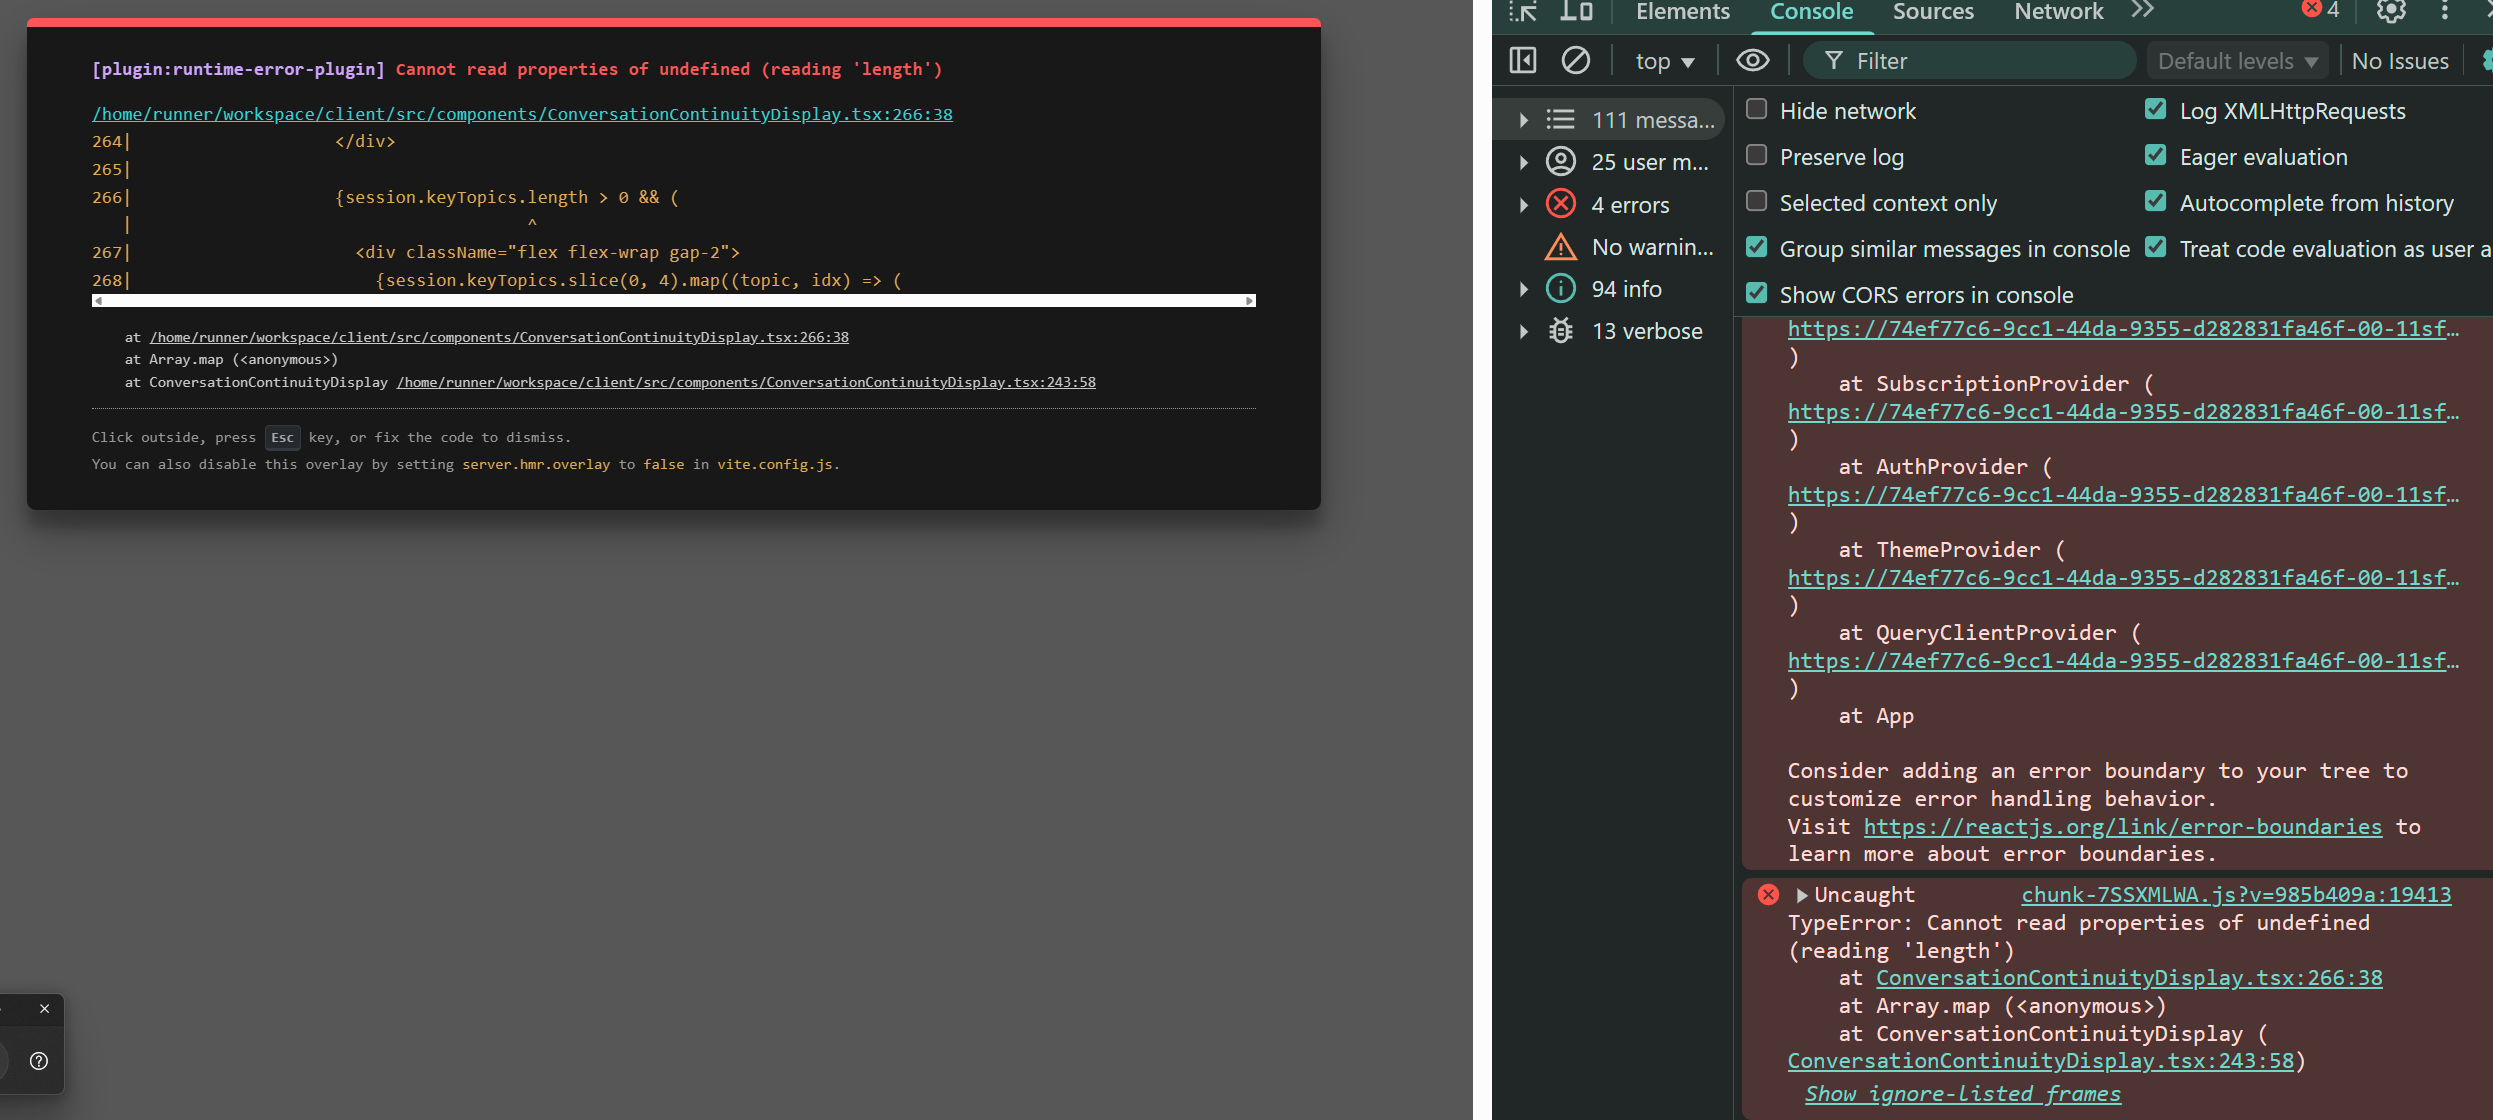 [plugin:runtime-error-plugin] Cannot read properties of undefined (reading 'length')
/home/runner/workspace/client/src/components/ConversationContinuityDisplay.tsx:266:38
264|                    </div>
265|
266|                    {session.keyTopics.length > 0 && (
   |                                       ^
267|                      <div className="flex flex-wrap gap-2">
268|                        {session.keyTopics.slice(0, 4).map((topic, idx) => (
at /home/runner/workspace/client/src/components/ConversationContinuityDisplay.tsx:266:38
at Array.map (<anonymous>)
at ConversationContinuityDisplay /home/runner/workspace/client/src/components/ConversationContinuityDisplay.tsx:243:58
Click outside, press Esc key, or fix the code to dismiss.
You can also disable this overlay by setting server.hmr.overlay to false in vite.config.js.
Elements Console Sources Network 4
top Filter Default levels No Issues
111 messa…
25 user m…
4 errors
No warnin…
94 info
13 verbose
Hide network
Log XMLHttpRequests
Preserve log
Eager evaluation
Selected context only
Autocomplete from history
Group similar messages in console
Treat code evaluation as user a
Show CORS errors in console
https://74ef77c6-9cc1-44da-9355-d282831fa46f-00-11sf…
)
at SubscriptionProvider (
https://74ef77c6-9cc1-44da-9355-d282831fa46f-00-11sf…
)
at AuthProvider (
https://74ef77c6-9cc1-44da-9355-d282831fa46f-00-11sf…
)
at ThemeProvider (
https://74ef77c6-9cc1-44da-9355-d282831fa46f-00-11sf…
)
at QueryClientProvider (
https://74ef77c6-9cc1-44da-9355-d282831fa46f-00-11sf…
)
at App
Consider adding an error boundary to your tree to
customize error handling behavior.
Visit https://reactjs.org/link/error-boundaries to
learn more about error boundaries.
Uncaught chunk-7SSXMLWA.js?v=985b409a:19413
TypeError: Cannot read properties of undefined
(reading 'length')
at ConversationContinuityDisplay.tsx:266:38
at Array.map (<anonymous>)
at ConversationContinuityDisplay (
ConversationContinuityDisplay.tsx:243:58)
Show ignore-listed frames